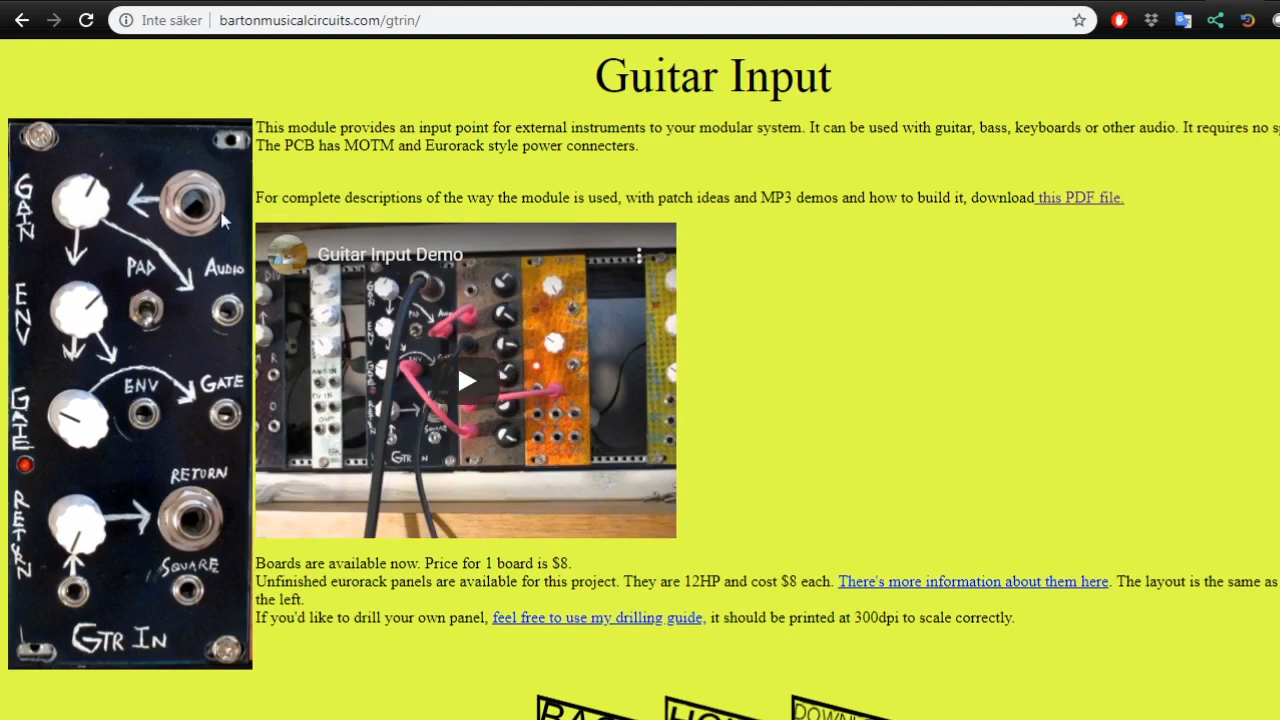 Inte säker
bartonmusicalcircuits.com/gtrin/
Guitar Input
This module provides an input point for external instruments to your modular system. It can be used with guitar, bass, keyboards or other audio. It requires no
The PCB has MOTM and Eurorack style power connecters.
For complete descriptions of the way the module is used, with patch ideas and MP3 demos and how to build it, download this PDF file.
GAIN
PAD
AUDIO
ENV
ENV
GATE
GATE
RETURN
RETURN
SQUARE
GTR IN
Guitar Input Demo
PAD
ENV
SQUARE
GTR IN
Boards are available now. Price for 1 board is $8.
Unfinished eurorack panels are available for this project. They are 12HP and cost $8 each. There's more information about them here. The layout is the same as
the left.
If you'd like to drill your own panel, feel free to use my drilling guide, it should be printed at 300dpi to scale correctly.